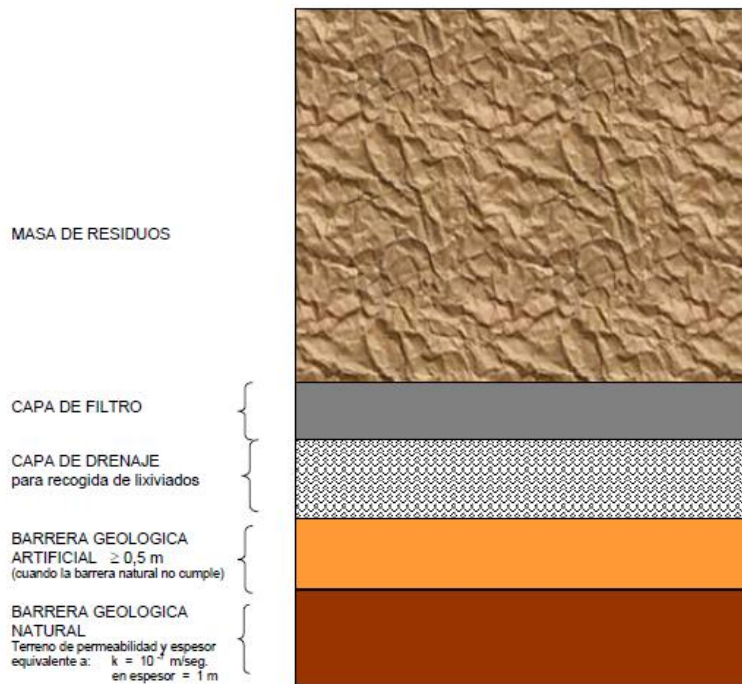 MASA DE RESIDUOS
CAPA DE FILTRO
CAPA DE DRENAJE
para recogida de lixiviados
BARRERA GEOLOGICA
ARTIFICIAL ≥ 0,5 m
(cuando la barrera natural no cumple)
BARRERA GEOLOGICA
NATURAL
Terreno de permeabilidad y espesor
equivalente a: k = 10 m/seg.
en espesor = 1 m